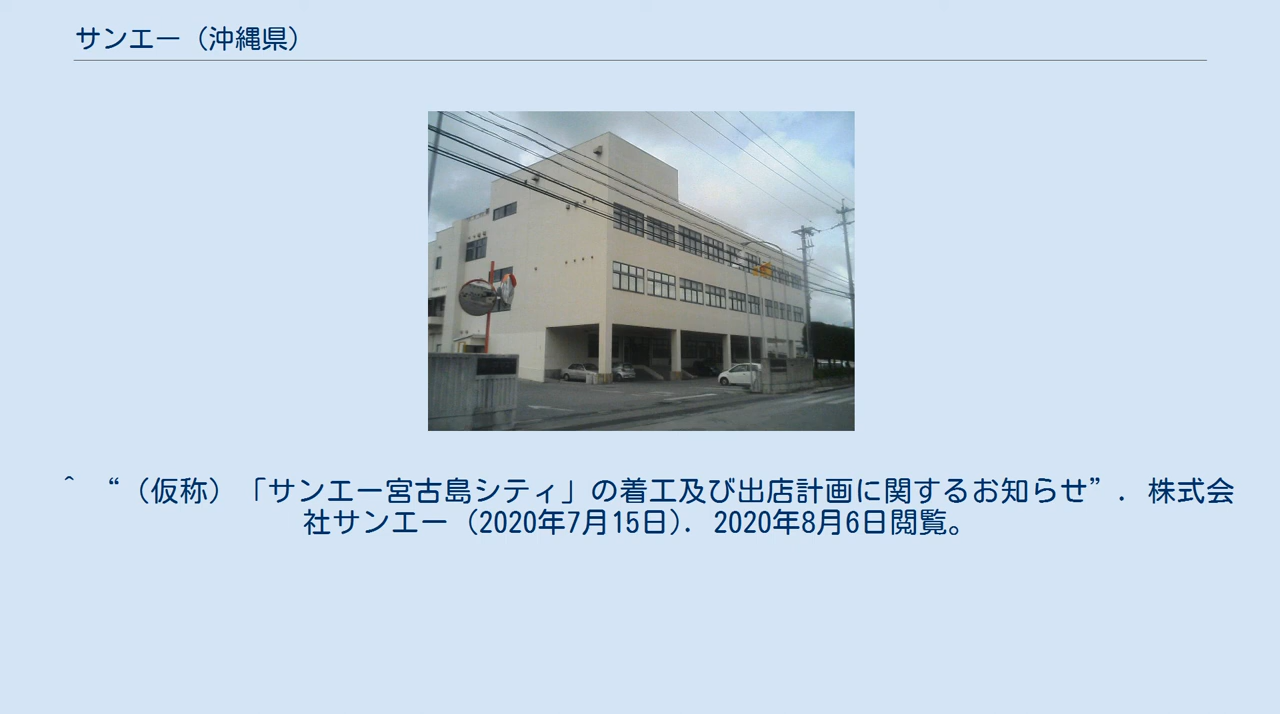 サンエー（沖縄県）
^ “（仮称）「サンエー宮古島シティ」の着工及び出店計画に関するお知らせ”. 株式会
社サンエー（2020年7月15日）. 2020年8月6日閲覧。